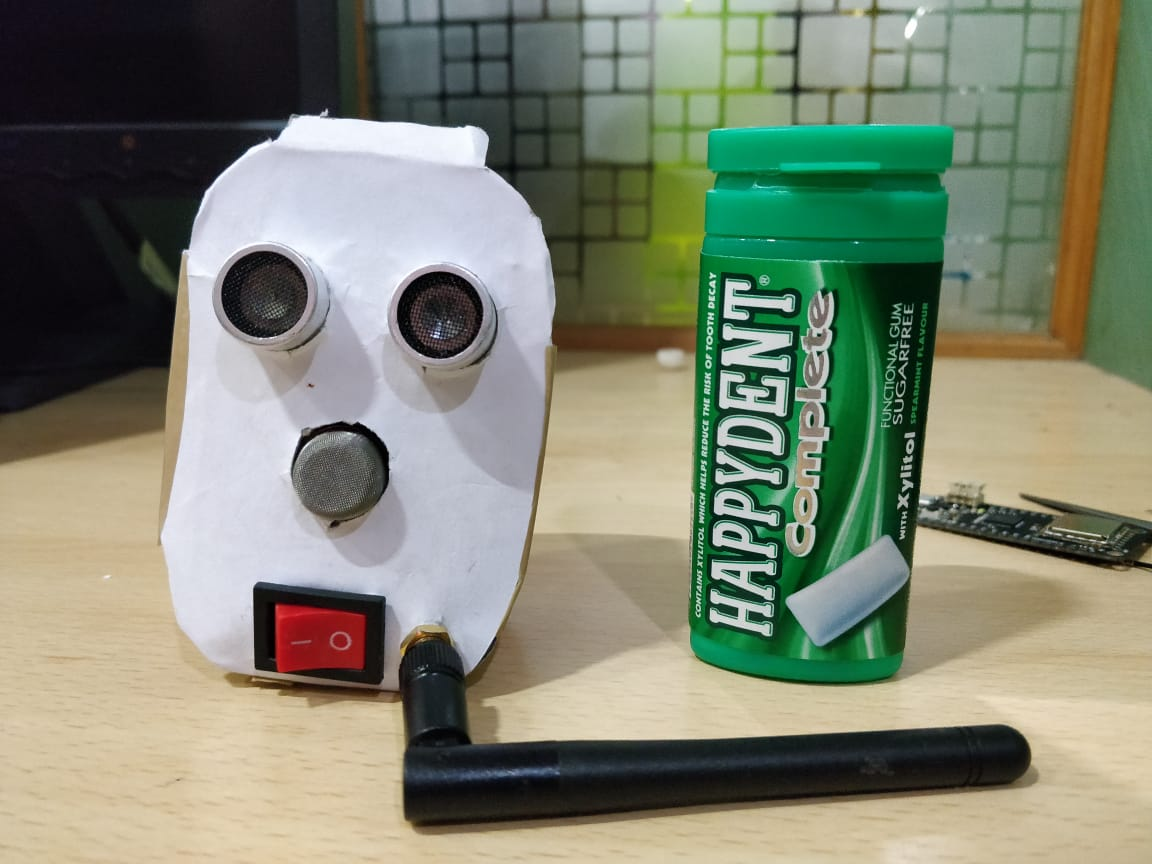 CONTAINS XYLITOL WHICH HELPS REDUCE THE RISK OF TOOTH DECAY
HAPPYDENT®
Complete
FUNCTIONAL GUM
SUGARFREE
WITH Xylitol SPEARMINT FLAVOUR
I O